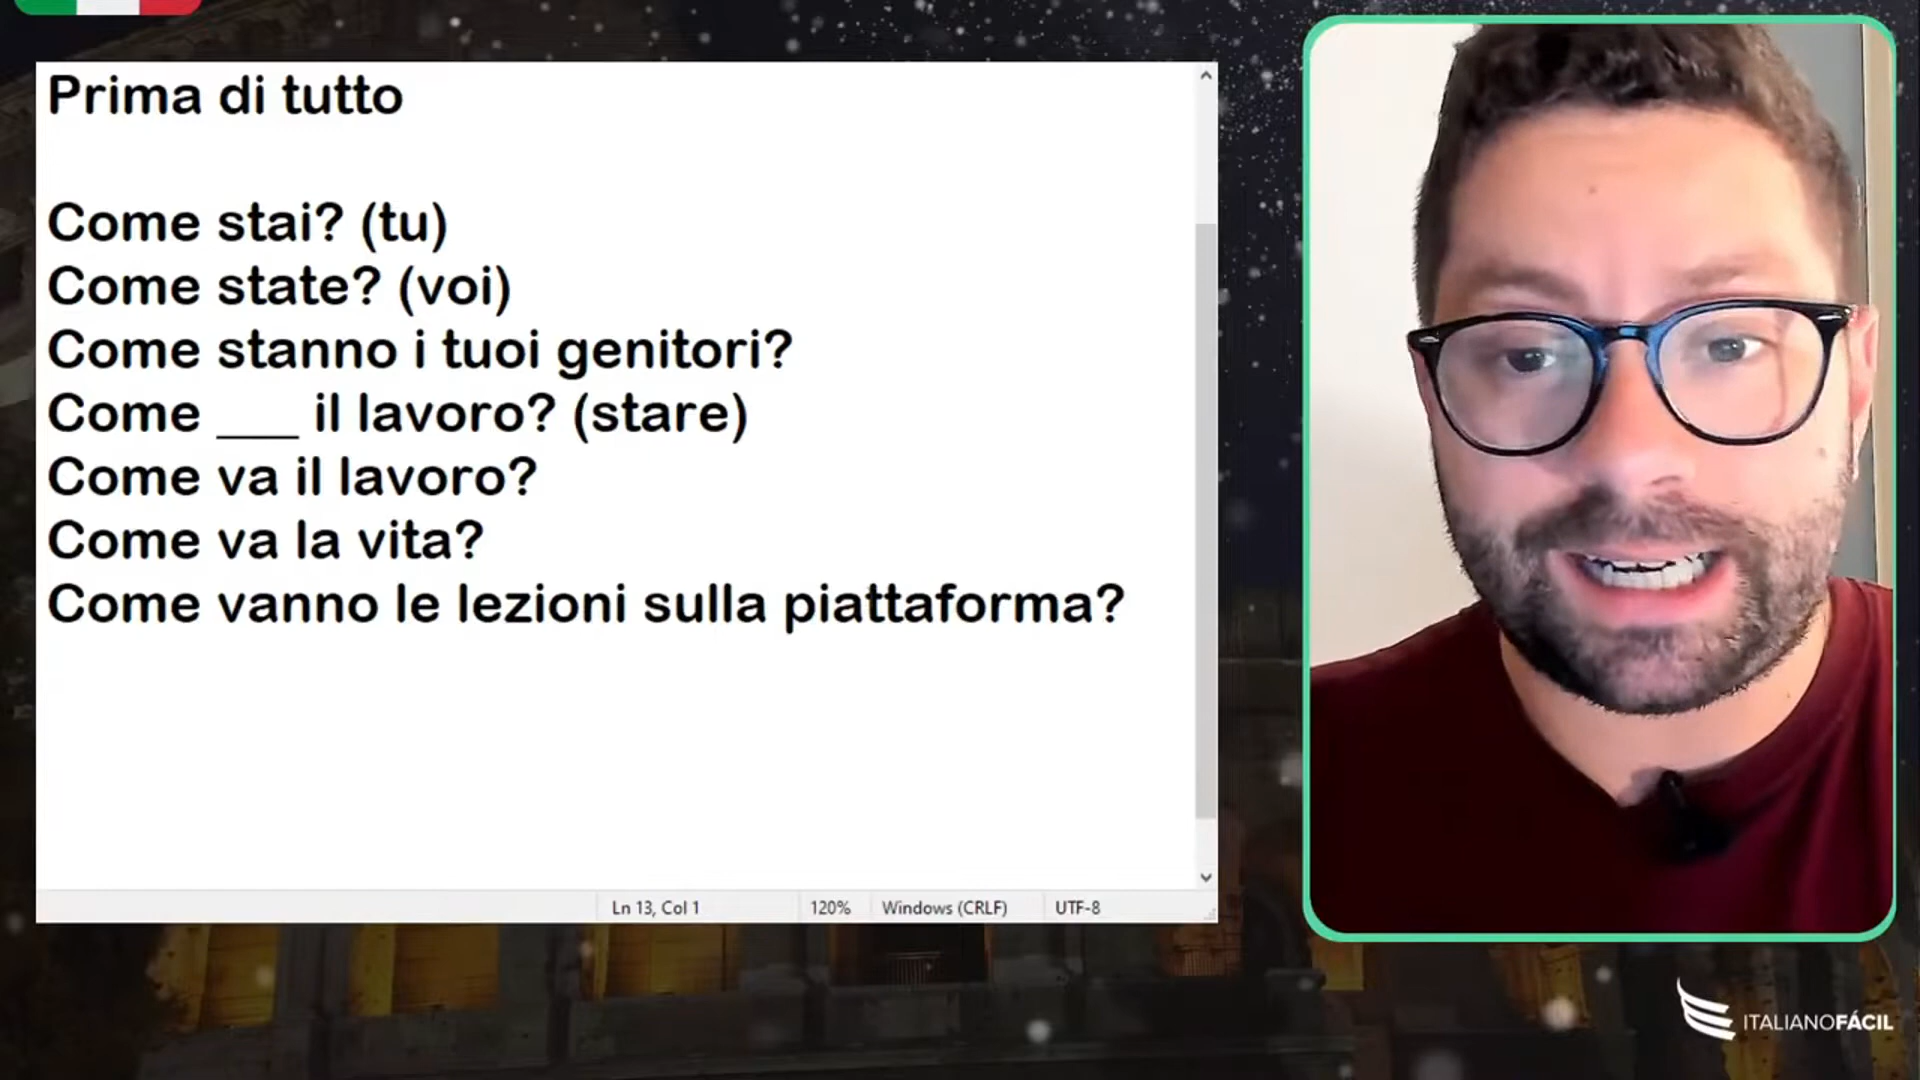 Prima di tutto
Come stai? (tu)
Come state? (voi)
Come stanno i tuoi genitori?
Come ___ il lavoro? (stare)
Come va il lavoro?
Come va la vita?
Come vanno le lezioni sulla piattaforma?
Ln 13, Col 1 120% Windows (CRLF) UTF-8
ITALIANOFÁCIL